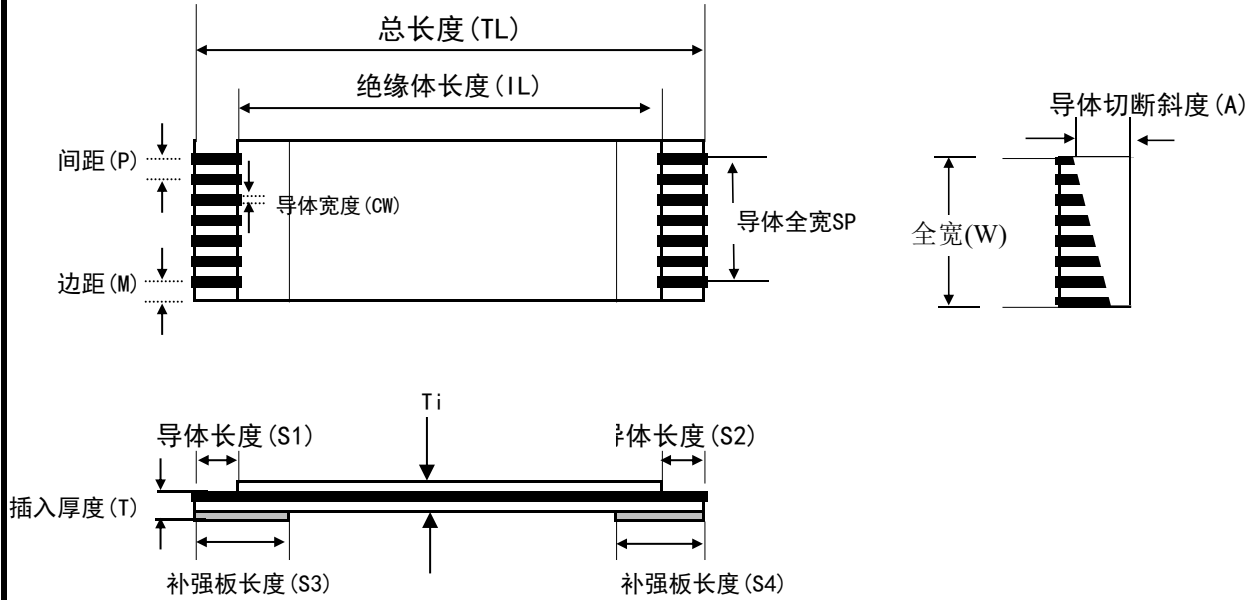 总长度(TL)
绝缘体长度(IL)
导体切断斜度(A)
间距(P)
导体宽度(CW)
导体全宽SP
全宽(W)
边距(M)
Ti
导体长度(S1)
体长度(S2)
插入厚度(T)
补强板长度(S3)
补强板长度(S4)